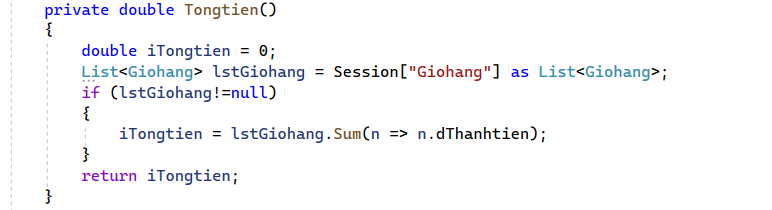 private double Tongtien()
{
double iTongtien = 0;
List<Giohang> lstGiohang = Session["Giohang"] as List<Giohang>;
if (lstGiohang!=null)
{
iTongtien = lstGiohang.Sum(n => n.dThanhtien);
}
return iTongtien;
}